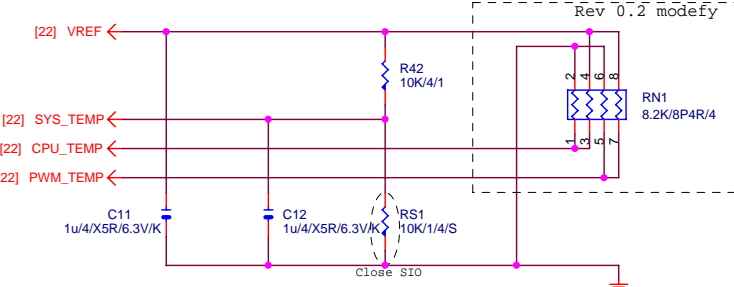 Rev 0.2 modefy
[22] VREF
R42
10K/4/1
2 4 6 8
RN1
8.2K/8P4R/4
[22] SYS_TEMP
1 3 5 7
22] CPU_TEMP
22] PWM_TEMP
C11
1u/4/X5R/6.3V/K
C12
1u/4/X5R/6.3V/K
RS1
10K/1/4/S
Close SIO